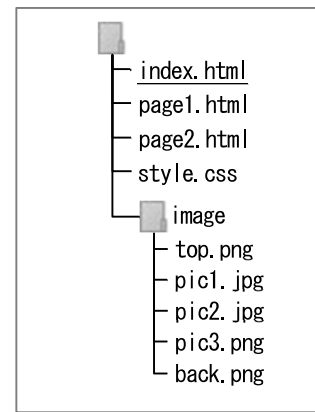 index.html
page1.html
page2.html
style.css
image
top.png
pic1.jpg
pic2.jpg
pic3.png
back.png